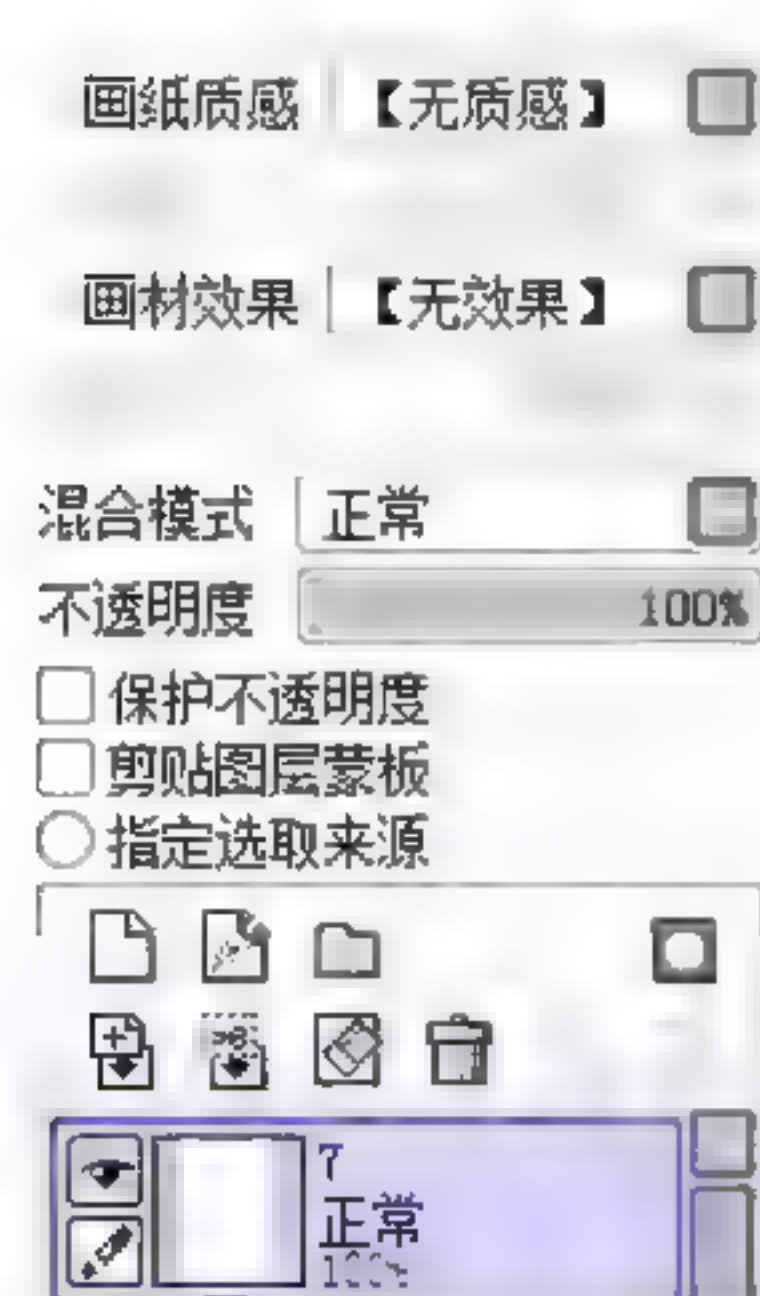 画纸质感 【无质感】
画材效果 【无效果】
混合模式 正常
不透明度 100%
保护不透明度
剪贴图层蒙板
指定选取来源
7
正常